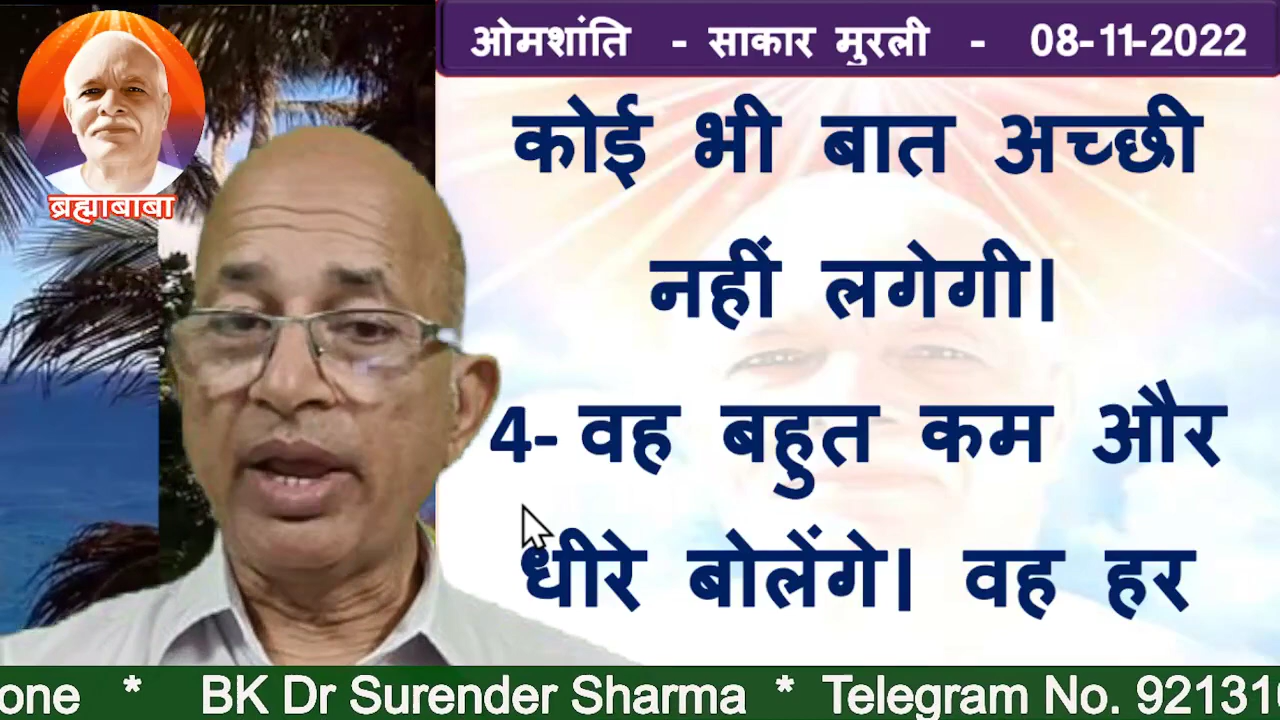 ओमशांति - साकार मुरली - 08-11-2022
ब्रह्माबाबा
कोई भी बात अच्छी
नहीं लगेगी।
4- वह बहुत कम और
धीरे बोलेंगे। वह हर
one * BK Dr Surender Sharma * Telegram No. 92131